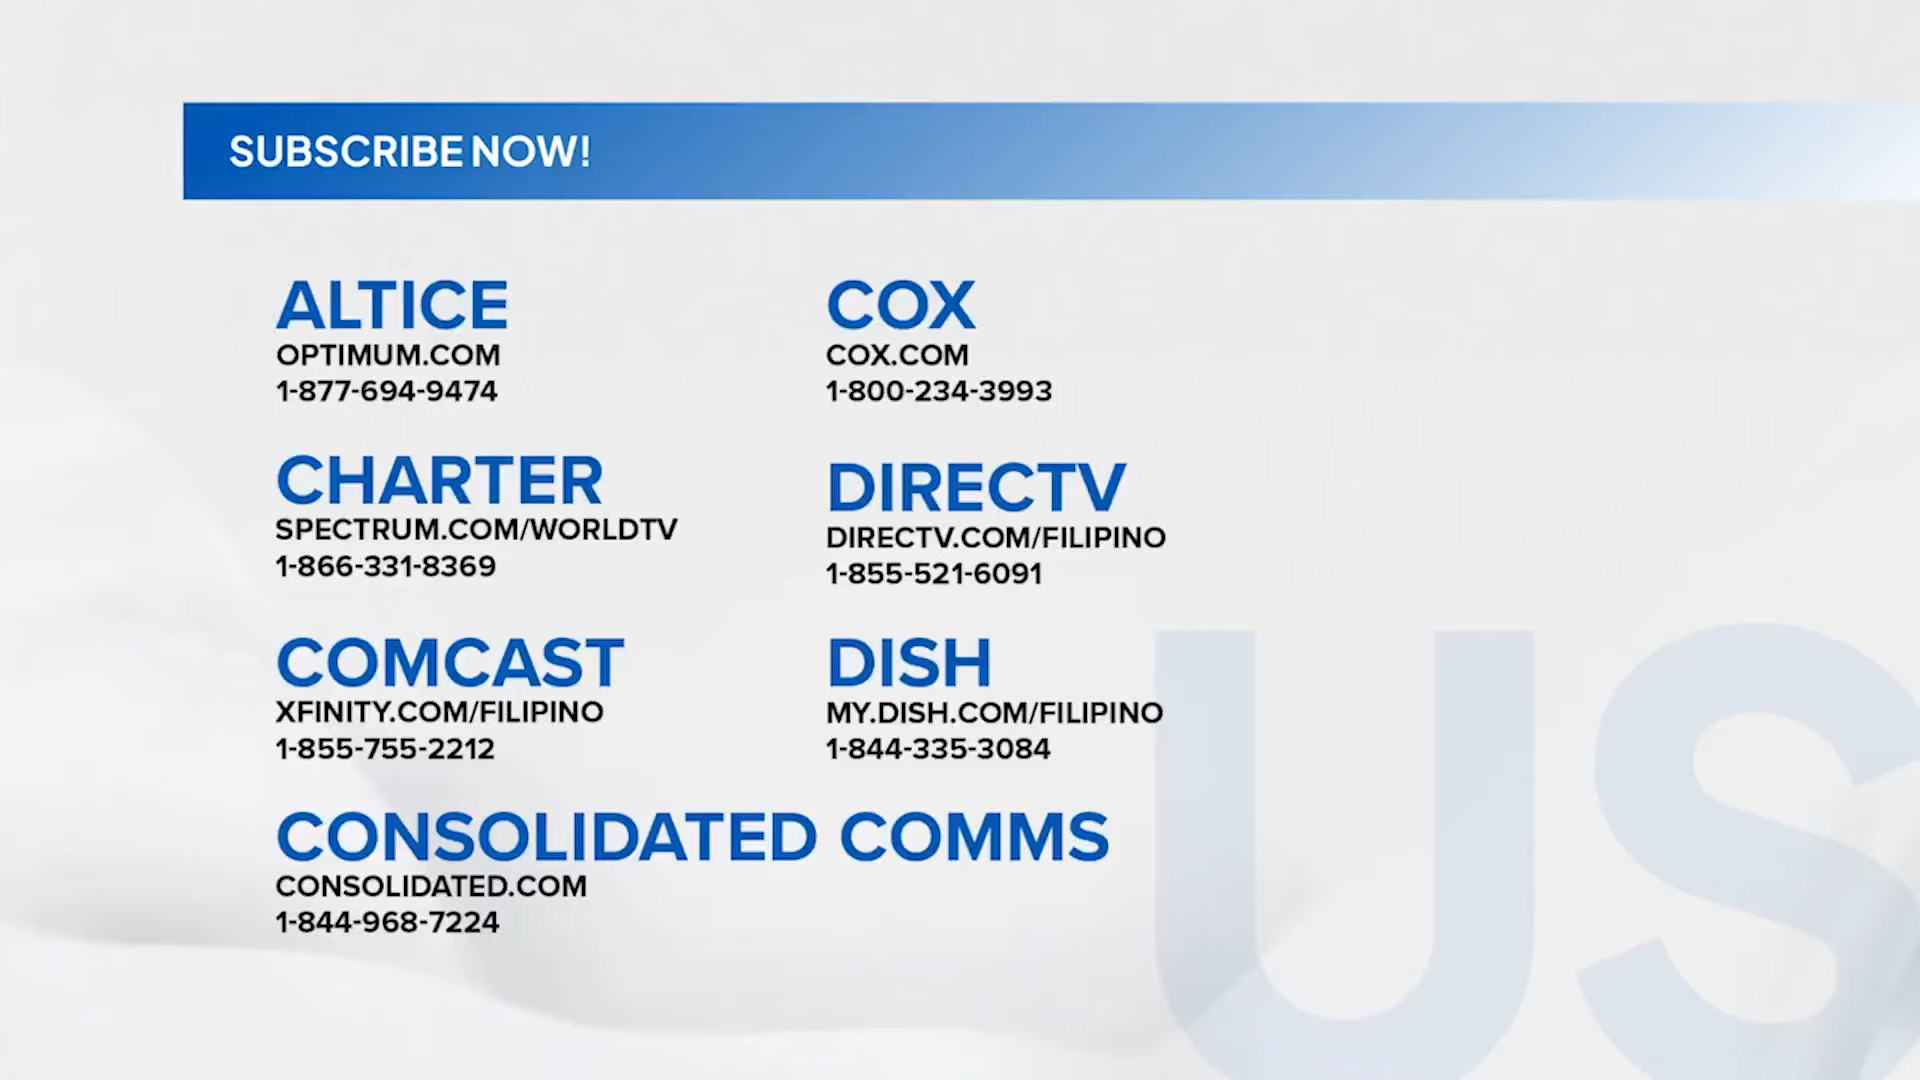 SUBSCRIBE NOW!
ALTICE
OPTIMUM.COM
1-877-694-9474
CHARTER
SPECTRUM.COM/WORLDTV
1-866-331-8369
COMCAST
XFINITY.COM/FILIPINO
1-855-755-2212
CONSOLIDATED COMMS
CONSOLIDATED.COM
1-844-968-7224
COX
COX.COM
1-800-234-3993
DIRECTV
DIRECTV.COM/FILIPINO
1-855-521-6091
DISH
MY.DISH.COM/FILIPINO
1-844-335-3084
US